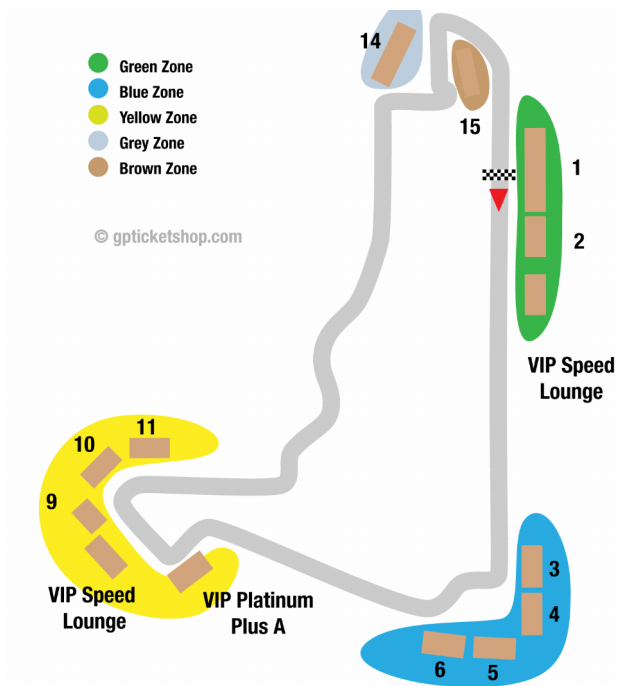 14
Green Zone
Blue Zone
Yellow Zone
Grey Zone
Brown Zone
15
1
2
© gpticketshop.com
VIP Speed
Lounge
11
10
9
VIP Speed
Lounge
VIP Platinum
Plus A
3
4
6
5